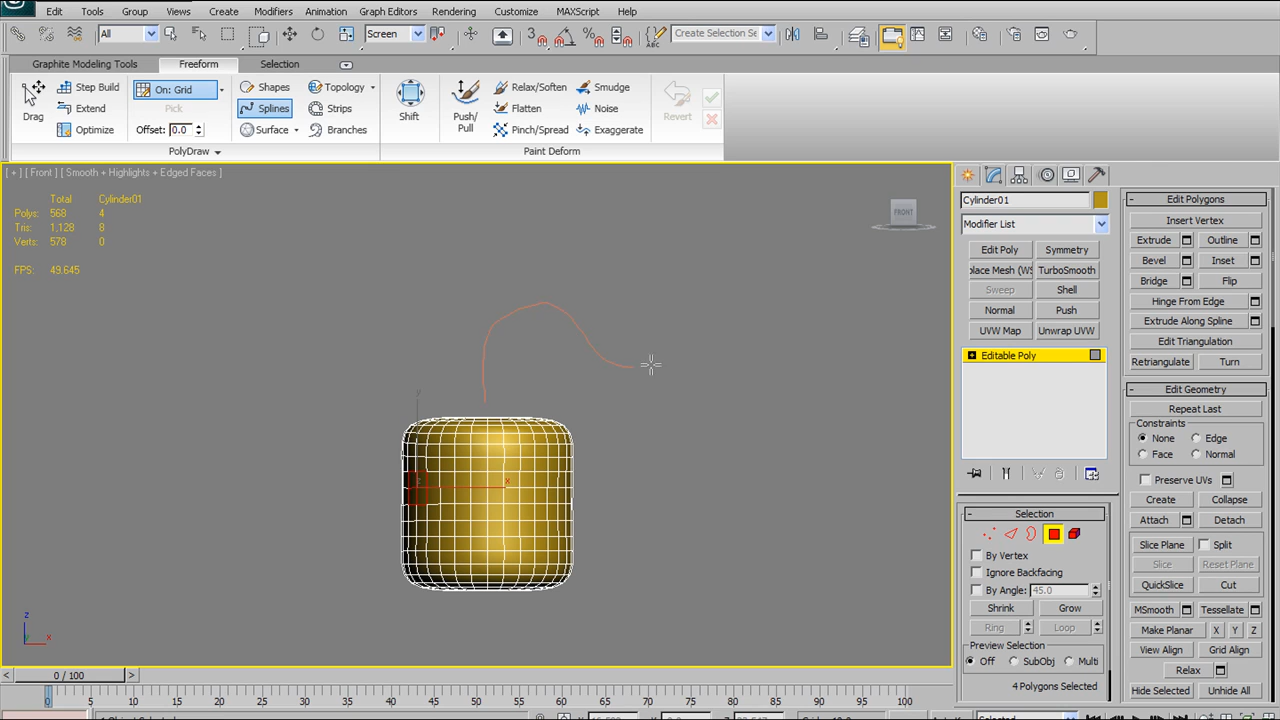 Edit Tools Group Views Create Modifiers Animation Graph Editors Rendering Customize MAXScript Help
All Screen 3 Create Selection Se
Graphite Modeling Tools Freeform Selection
Drag Step Build Extend Optimize
On: Grid Pick Offset: 0.0
Shapes Topology
Splines Strips
Surface Branches
Shift Push/Pull
Relax/Soften Smudge
Flatten Noise
Pinch/Spread Exaggerate
Revert
PolyDraw Paint Deform
[ + ] [ Front ] [ Smooth + Highlights + Edged Faces ]
Total Cylinder01
Polys: 568 4
Tris: 1,128 8
Verts: 578 0
FPS: 49.645
FRONT
x
z
x
Cylinder01
Modifier List
Edit Poly Symmetry
place Mesh (WS TurboSmooth
Sweep Shell
Normal Push
UVW Map Unwrap UVW
Editable Poly
Selection
By Vertex
Ignore Backfacing
By Angle: 45.0
Shrink Grow
Ring Loop
Preview Selection
Off SubObj Multi
4 Polygons Selected
Edit Polygons
Insert Vertex
Extrude Outline
Bevel Inset
Bridge Flip
Hinge From Edge
Extrude Along Spline
Edit Triangulation
Retriangulate Turn
Edit Geometry
Repeat Last
Constraints
None Edge
Face Normal
Preserve UVs
Create Collapse
Attach Detach
Slice Plane Split
Slice Reset Plane
QuickSlice Cut
MSmooth Tessellate
Make Planar X Y Z
View Align Grid Align
Relax
Hide Selected Unhide All
< 0 / 100 >
0 5 10 15 20 25 30 35 40 45 50 55 60 65 70 75 80 85 90 95 100